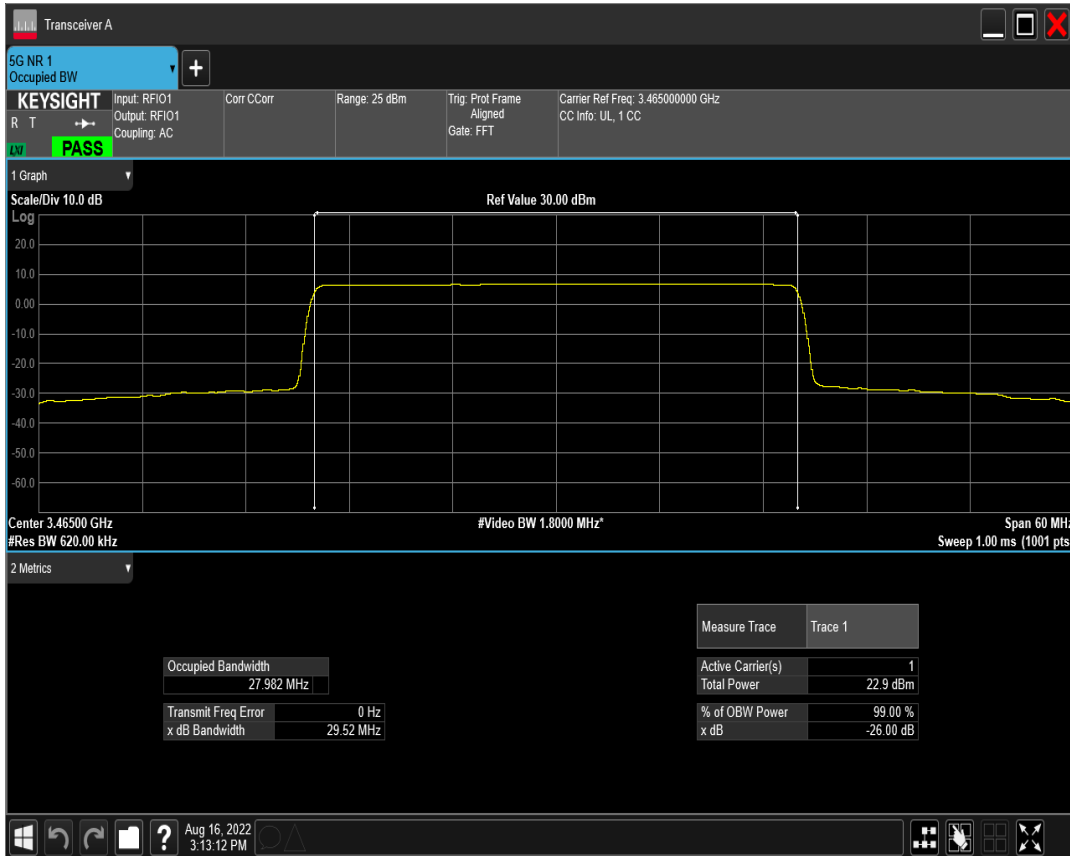 Transceiver A
5G NR 1
Occupied BW
+
KEYSIGHT
R T
LXI
PASS
Input: RFIO1
Output: RFIO1
Coupling: AC
Corr CCorr
Range: 25 dBm
Trig: Prot Frame
Aligned
Gate: FFT
Carrier Ref Freq: 3.465000000 GHz
CC Info: UL, 1 CC
1 Graph
Scale/Div 10.0 dB
Ref Value 30.00 dBm
Log
20.0
10.0
0.00
-10.0
-20.0
-30.0
-40.0
-50.0
-60.0
Center 3.46500 GHz
#Video BW 1.8000 MHz*
Span 60 MHz
#Res BW 620.00 kHz
Sweep 1.00 ms (1001 pts
2 Metrics
Measure Trace Trace 1
Occupied Bandwidth
27.982 MHz
Active Carrier(s) 1
Total Power 22.9 dBm
Transmit Freq Error 0 Hz
x dB Bandwidth 29.52 MHz
% of OBW Power 99.00 %
x dB -26.00 dB
?
Aug 16, 2022
3:13:12 PM